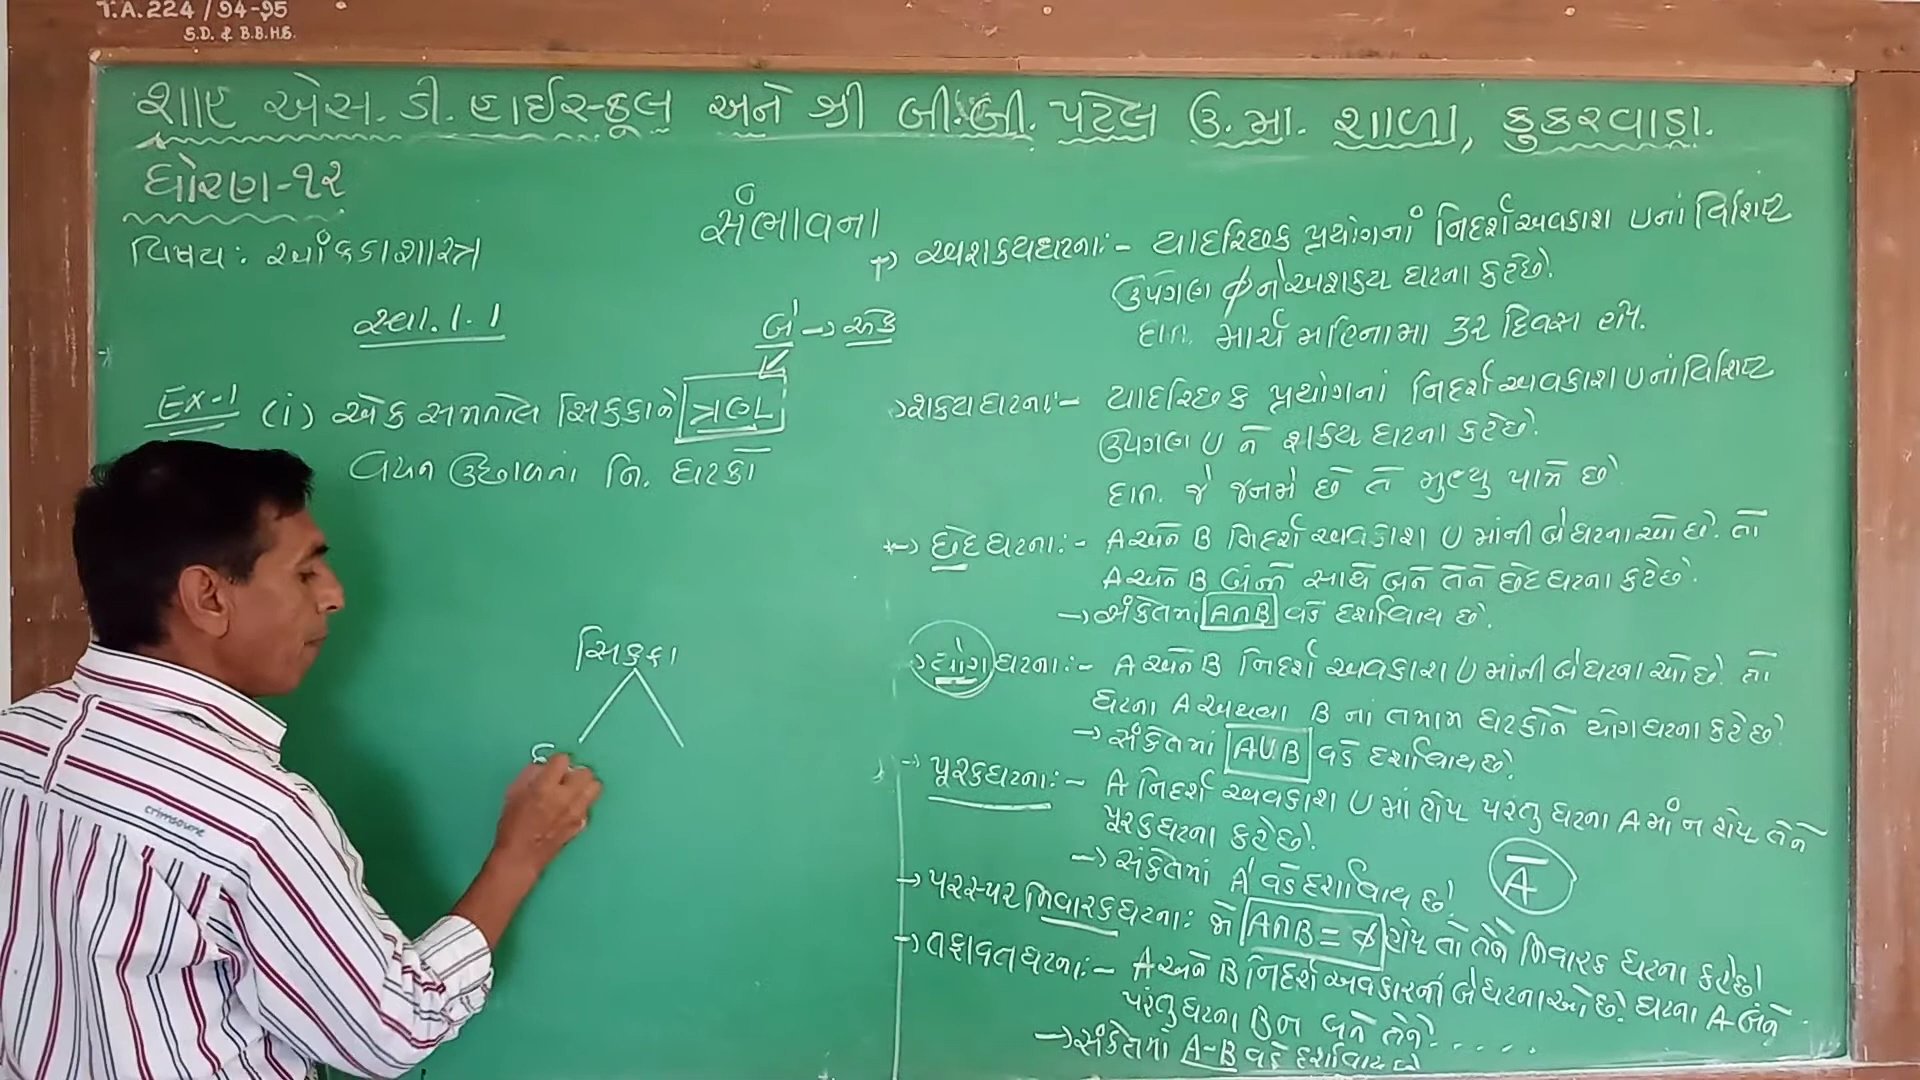 T.A.224 / 94-95
S.D. & B.B.H.S.
શાહ એસ. ડી. હાઈસ્કૂલ અને શ્રી બી.બી. પટેલ ઉ. મા. શાળા, કુકરવાડા.
ધોરણ-૧૨
વિષય: આંકડાશાસ્ત્ર
સંભાવના
સ્વા. 1.1
બે → એક
Ex-1 (i) એક સમતોલ સિક્કાને ત્રણ
વખત ઉછાળતા નિ. ઘટકો
સિક્કા
→ અશક્યઘટના:- યાદચ્છિક પ્રયોગનાં નિદર્શઅવકાશ U નાં વિશિષ્ટ
ઉપગણ ϕ ને અશક્ય ઘટના કહેછે.
દા.ત. માર્ચ મહિનામા 32 દિવસ હોય.
→ શક્યઘટના:- યાદચ્છિક પ્રયોગનાં નિદર્શઅવકાશ U નાં વિશિષ્ટ
ઉપગણ U ને શક્ય ઘટના કહેછે.
દા.ત. જે જન્મે છે તે મૃત્યુ પામે છે
→ છેદઘટના:- A અને B નિદર્શ અવકાશ U માંની બે ઘટનાઓ છે. તો
A અને B બંને સાથે બને તેને છેદઘટના કહેછે.
→ સંકેતમાં A∩B વડે દર્શાવાય છે.
→ યોગઘટના:- A અને B નિદર્શ અવકાશ U માંની બે ઘટના ઓ છે. તો
ઘટના A અથવા B નાં તમામ ઘટકોને યોગઘટના કહેછે.
→ સંકેતમાં A∪B વડે દર્શાવાય છે.
→ પૂરકઘટના:- A નિદર્શ અવકાશ U માં હોય પરંતુ ઘટના A માં ન હોય તેને
પૂરકઘટના કહેછે.
→ સંકેતમાં A' વડે દર્શાવાય છે. Ā
→ પરસ્પર નિવારકઘટના: જો A∩B = ϕ હોય તો તેને નિવારક ઘટના કહેછે.
→ તફાવતઘટના:- A અને B નિદર્શ અવકાશની બે ઘટનાઓ છે. ઘટના A બને
પરંતુ ઘટના B ન બને તેને.....
→ સંકેતમાં A-B વડે દર્શાવાય છે